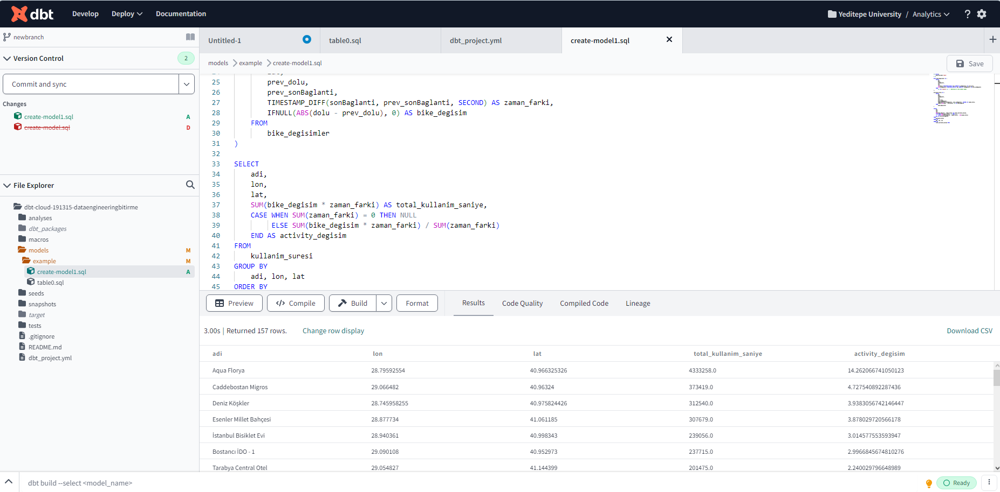 dbt
Develop
Deploy
Documentation
Yeditepe University / Analytics
?
newbranch
Version Control
2
Commit and sync
Changes
create-model1.sql A
create-model.sql D
File Explorer
dbt-cloud-191315-dataengineeringbitirme
analyses
dbt_packages
macros
models M
example M
create-model1.sql A
table0.sql
seeds
snapshots
target
tests
.gitignore
README.md
dbt_project.yml
Untitled-1
table0.sql
dbt_project.yml
create-model1.sql
models > example > create-model1.sql
Save
25 prev_dolu,
26 prev_sonBaglanti,
27 TIMESTAMP_DIFF(sonBaglanti, prev_sonBaglanti, SECOND) AS zaman_farki,
28 IFNULL(ABS(dolu - prev_dolu), 0) AS bike_degisim
29 FROM
30 bike_degisimler
31 )
32
33 SELECT
34 adi,
35 lon,
36 lat,
37 SUM(bike_degisim * zaman_farki) AS total_kullanim_saniye,
38 CASE WHEN SUM(zaman_farki) = 0 THEN NULL
39 ELSE SUM(bike_degisim * zaman_farki) / SUM(zaman_farki)
40 END AS activity_degisim
41 FROM
42 kullanim_suresi
43 GROUP BY
44 adi, lon, lat
45 ORDER BY
Preview
</> Compile
Build
Format
Results
Code Quality
Compiled Code
Lineage
3.00s | Returned 157 rows.
Change row display
Download CSV
adi lon lat total_kullanim_saniye activity_degisim
Aqua Florya 28.79592554 40.966325326 4333258.0 14.262066741050123
Caddebostan Migros 29.066482 40.96324 373419.0 4.727540892287436
Deniz Köşkler 28.745958255 40.975824426 312540.0 3.9383056742146447
Esenler Millet Bahçesi 28.877734 41.061185 307679.0 3.878029720566178
İstanbul Bisiklet Evi 28.940361 40.998343 239056.0 3.014577553593947
Bostancı İDO - 1 29.090108 40.952973 237715.0 2.9966845674810276
Tarabya Central Otel 29.054827 41.144399 201475.0 2.240029796648989
dbt build --select <model_name>
Ready